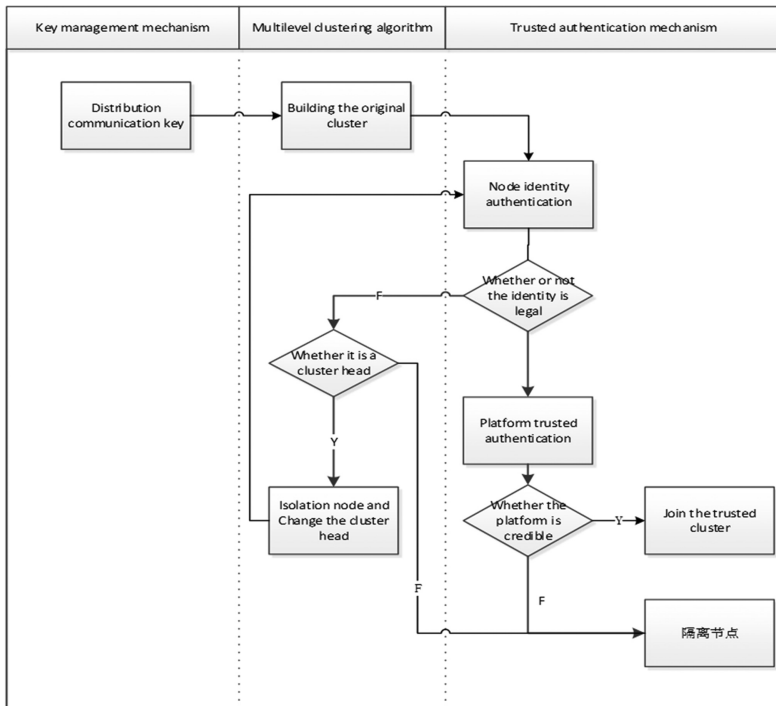 Key management mechanism
Multilevel clustering algorithm
Trusted authentication mechanism
Distribution
communication key
Building the original
cluster
Node identity
authentication
Whether or not
the identity is
legal
F
Whether it is a
cluster head
Y
Platform trusted
authentication
Isolation node and
Change the cluster
head
Whether the
platform is
credible
Y
Join the trusted
cluster
F
F
隔离节点